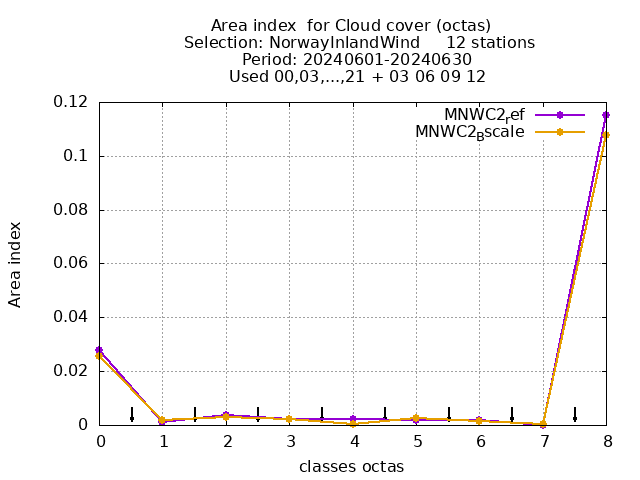 Area index  for Cloud cover (octas)
Selection: NorwayInlandWind     12 stations
Period: 20240601-20240630
Used 00,03,...,21 + 03 06 09 12
MNWC2ref
MNWC2Bscale
0.12
0.1
0.08
0.06
0.04
0.02
0
Area index
0 1 2 3 4 5 6 7 8
classes octas